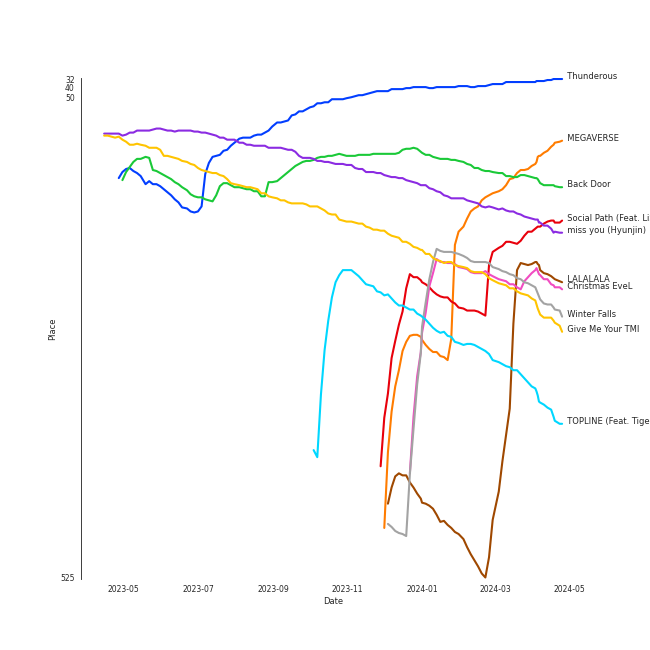 32
40
50
525
Place
2023-05
2023-07
2023-09
2023-11
2024-01
2024-03
2024-05
Date
Thunderous
MEGAVERSE
Back Door
Social Path (Feat. Li
miss you (Hyunjin)
LALALALA
Christmas EveL
Winter Falls
Give Me Your TMI
TOPLINE (Feat. Tige